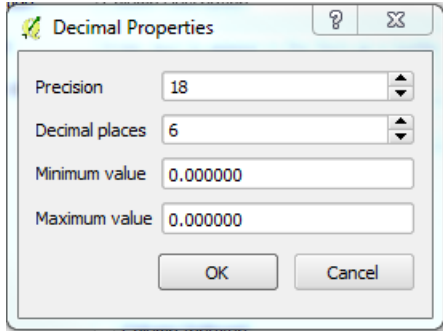 Decimal Properties
Precision 18
Decimal places 6
Minimum value 0.000000
Maximum value 0.000000
OK Cancel